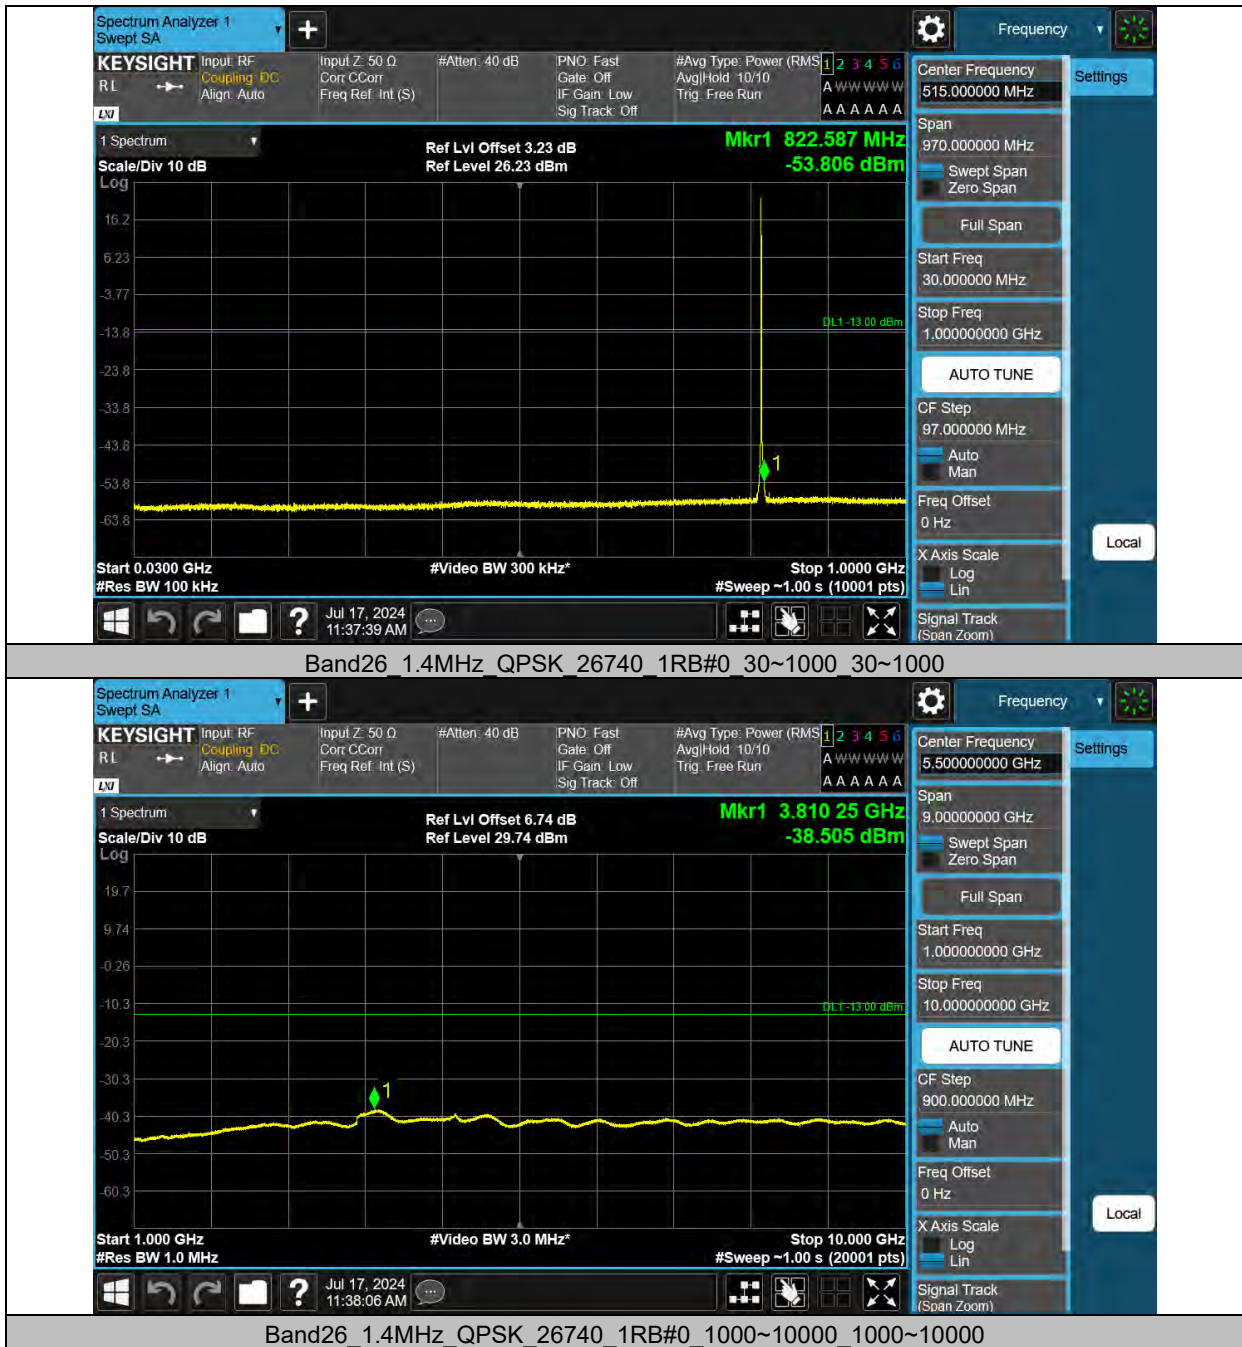 Spectrum Analyzer 1
Swept SA
Frequency
KEYSIGHT
RL
LXI
Input: RF
Coupling: DC
Align: Auto
Input Z: 50 Ω
Corr CCorr
Freq Ref: Int (S)
#Atten: 40 dB
PNO: Fast
Gate: Off
IF Gain: Low
Sig Track: Off
#Avg Type: Power (RMS
Avg|Hold: 10/10
Trig: Free Run
1 2 3 4 5 6
A W W W W W
A A A A A A
Center Frequency
515.000000 MHz
Settings
1 Spectrum
Scale/Div 10 dB
Log
Ref Lvl Offset 3.23 dB
Ref Level 26.23 dBm
Mkr1 822.587 MHz
-53.806 dBm
Span
970.000000 MHz
Swept Span
Zero Span
Full Span
Start Freq
30.000000 MHz
Stop Freq
1.000000000 GHz
AUTO TUNE
CF Step
97.000000 MHz
Auto
Man
Freq Offset
0 Hz
X Axis Scale
Log
Lin
Signal Track
(Span Zoom)
Local
16.2
6.23
-3.77
-13.8
-23.8
-33.8
-43.8
-53.8
-63.8
DL1 -13.00 dBm
1
Start 0.0300 GHz
#Video BW 300 kHz*
Stop 1.0000 GHz
#Res BW 100 kHz
#Sweep ~1.00 s (10001 pts)
?
Jul 17, 2024
11:37:39 AM
Band26_1.4MHz_QPSK_26740_1RB#0_30~1000_30~1000
Spectrum Analyzer 1
Swept SA
Frequency
KEYSIGHT
RL
LXI
Input: RF
Coupling: DC
Align: Auto
Input Z: 50 Ω
Corr CCorr
Freq Ref: Int (S)
#Atten: 40 dB
PNO: Fast
Gate: Off
IF Gain: Low
Sig Track: Off
#Avg Type: Power (RMS
Avg|Hold: 10/10
Trig: Free Run
1 2 3 4 5 6
A W W W W W
A A A A A A
Center Frequency
5.500000000 GHz
Settings
1 Spectrum
Scale/Div 10 dB
Log
Ref Lvl Offset 6.74 dB
Ref Level 29.74 dBm
Mkr1 3.810 25 GHz
-38.505 dBm
Span
9.00000000 GHz
Swept Span
Zero Span
Full Span
Start Freq
1.000000000 GHz
Stop Freq
10.000000000 GHz
AUTO TUNE
CF Step
900.000000 MHz
Auto
Man
Freq Offset
0 Hz
X Axis Scale
Log
Lin
Signal Track
(Span Zoom)
Local
19.7
9.74
-0.26
-10.3
-20.3
-30.3
-40.3
-50.3
-60.3
DL1 -13.00 dBm
1
Start 1.000 GHz
#Video BW 3.0 MHz*
Stop 10.000 GHz
#Res BW 1.0 MHz
#Sweep ~1.00 s (20001 pts)
?
Jul 17, 2024
11:38:06 AM
Band26_1.4MHz_QPSK_26740_1RB#0_1000~10000_1000~10000